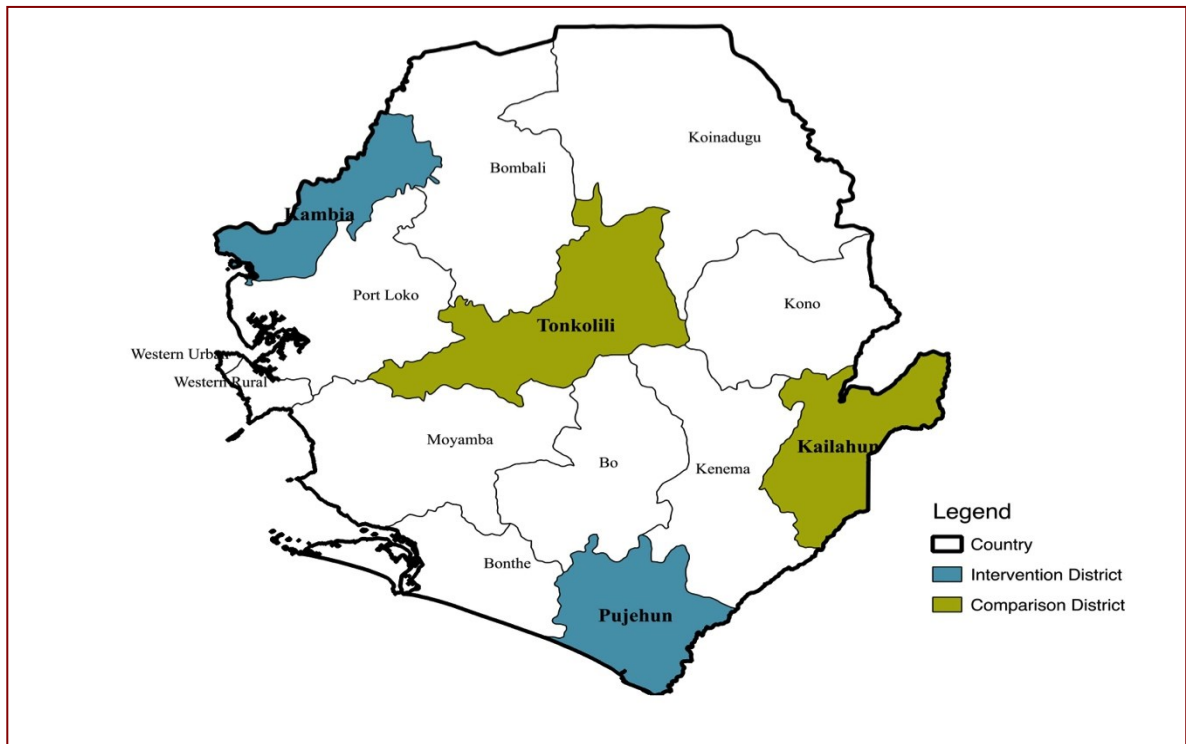 Koinadugu
Bombali
Kambia
Port Loko
Kono
Tonkolili
Western Urban
Western Rural
Moyamba
Bo
Kenema
Kailahun
Bonthe
Pujehun
Legend
Country
Intervention District
Comparison District